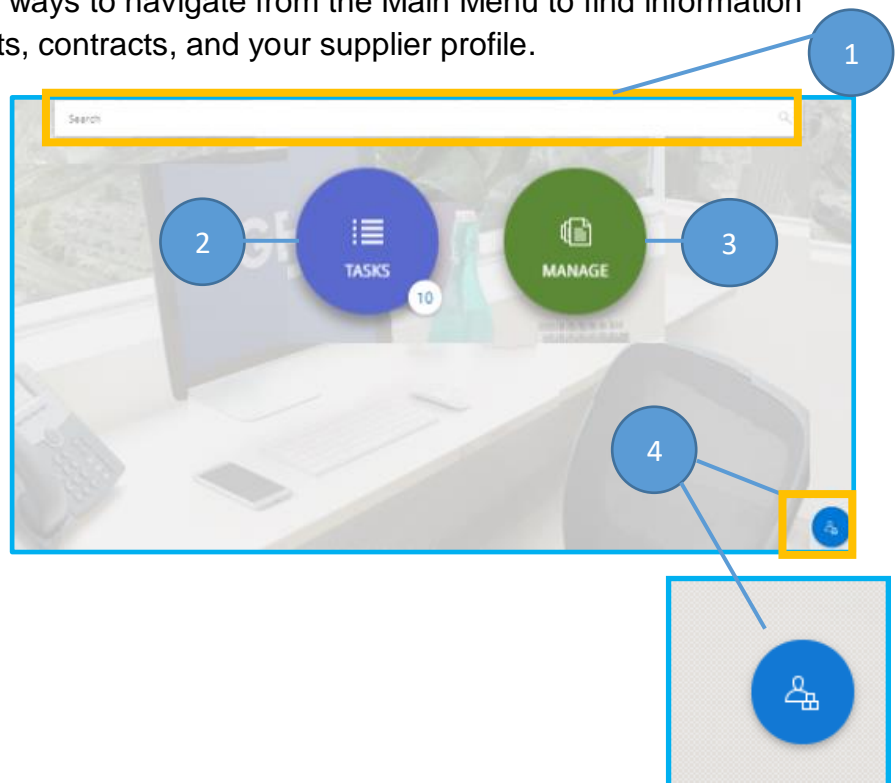 ways to navigate from the Main Menu to find information
ts, contracts, and your supplier profile.
1
Search
2
TASKS
10
MANAGE
3
4